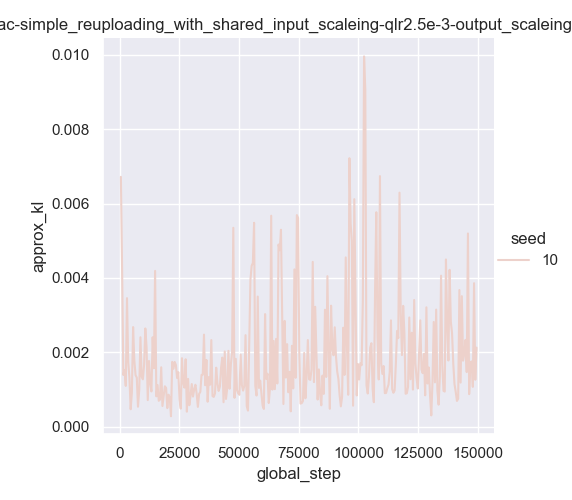 ac-simple_reuploading_with_shared_input_scaleing-qlr2.5e-3-output_scaleing
0.010
0.008
0.006
0.004
0.002
0.000
approx_kl
0 25000 50000 75000 100000 125000 150000
global_step
seed
10